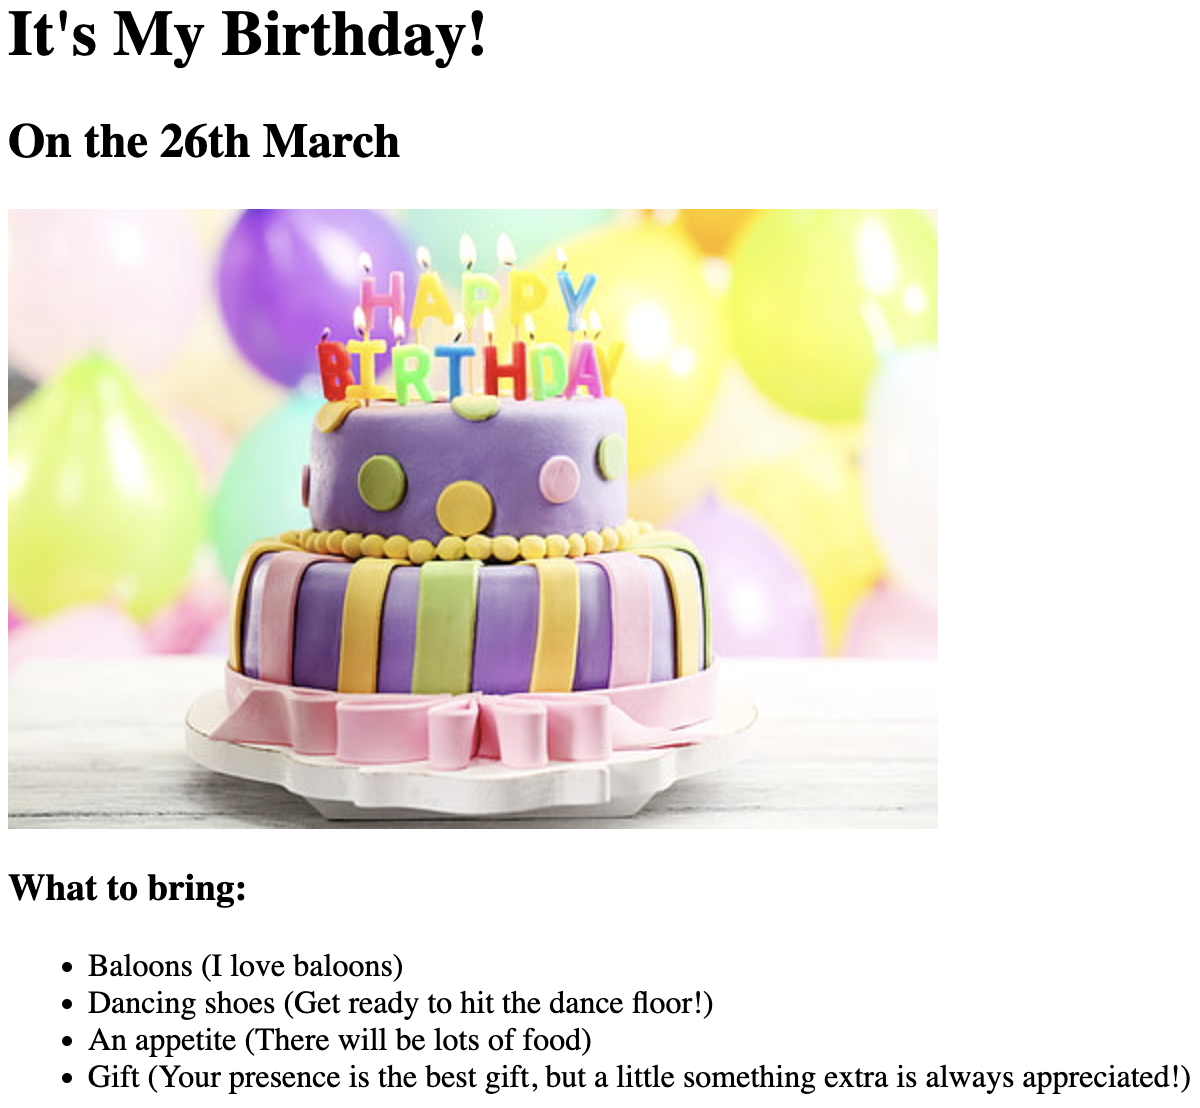 It's My Birthday!
On the 26th March
HAPPY
BIRTHDAY
What to bring:
Baloons (I love baloons)
Dancing shoes (Get ready to hit the dance floor!)
An appetite (There will be lots of food)
Gift (Your presence is the best gift, but a little something extra is always appreciated!)